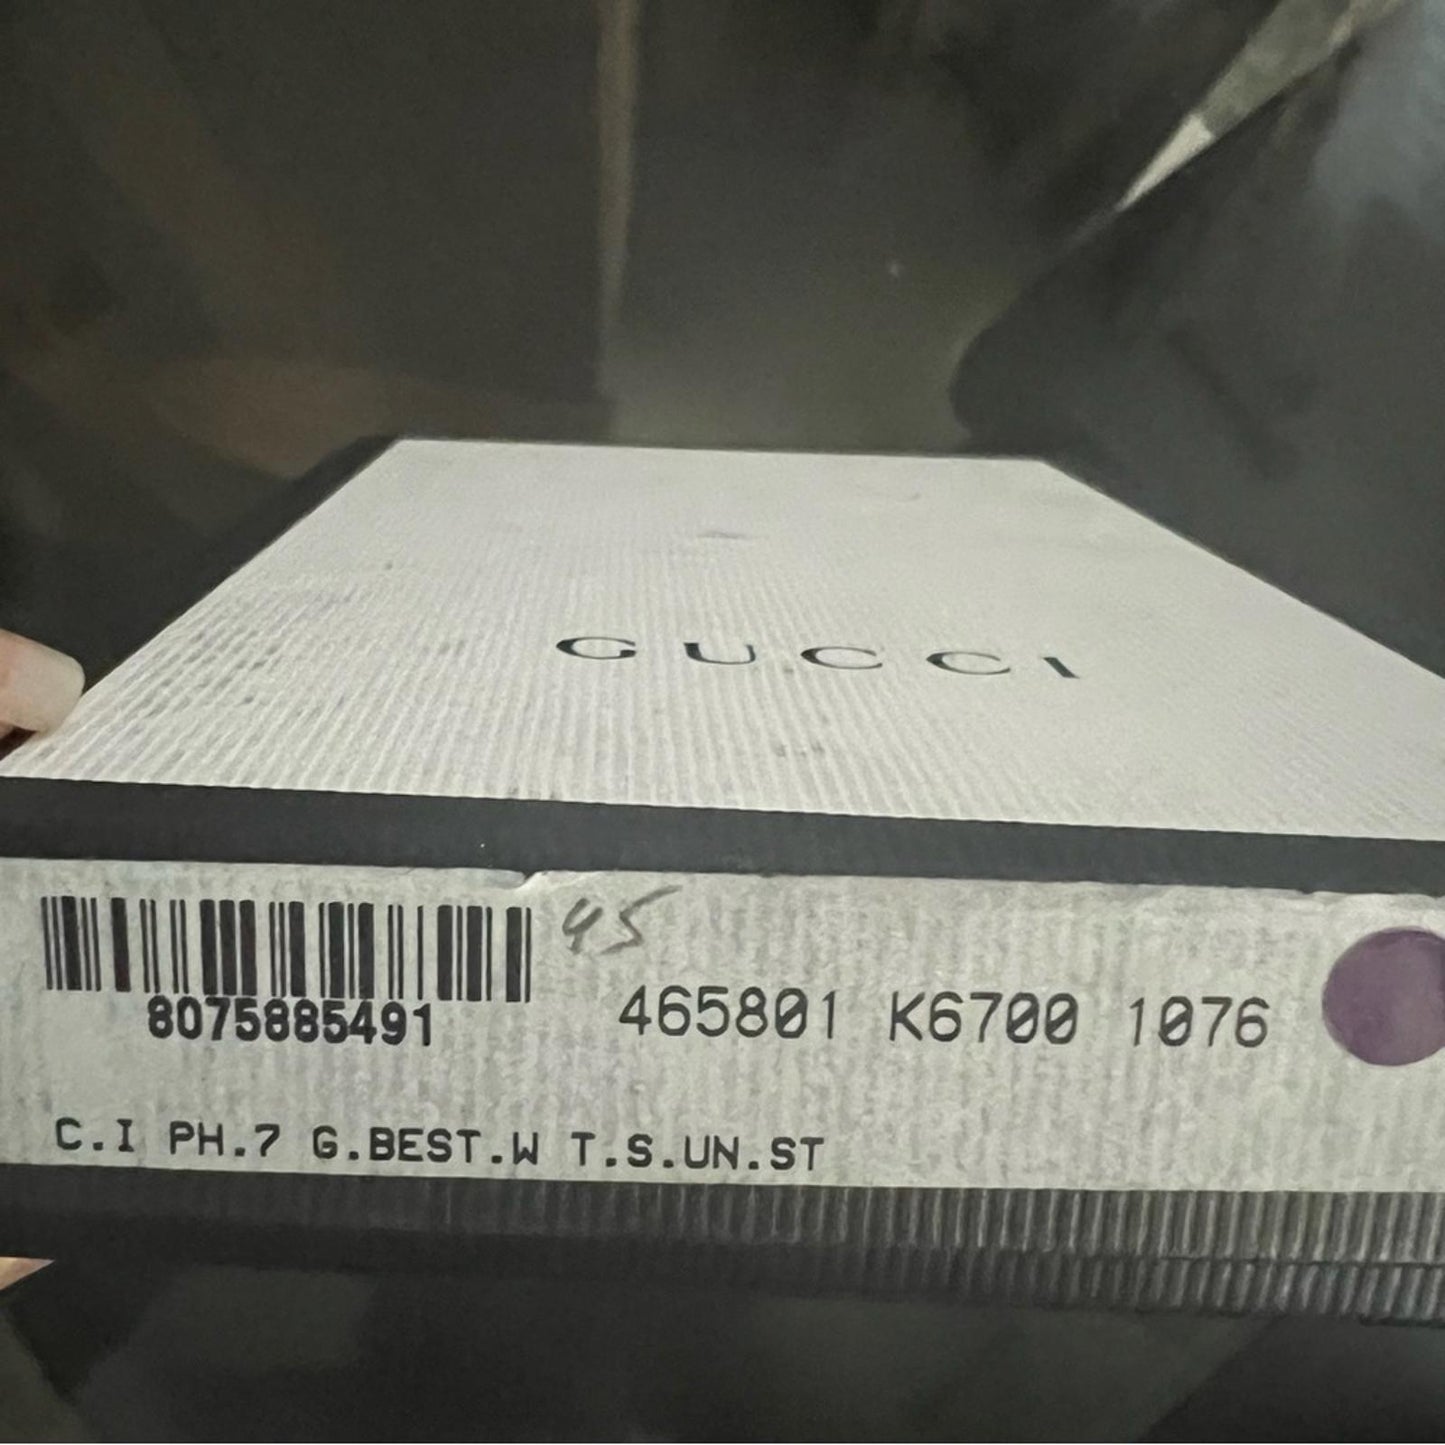 GUCCI
45
8075885491
465801 K6700 1076
C.I PH.7 G.BEST.W T.S.UN.ST